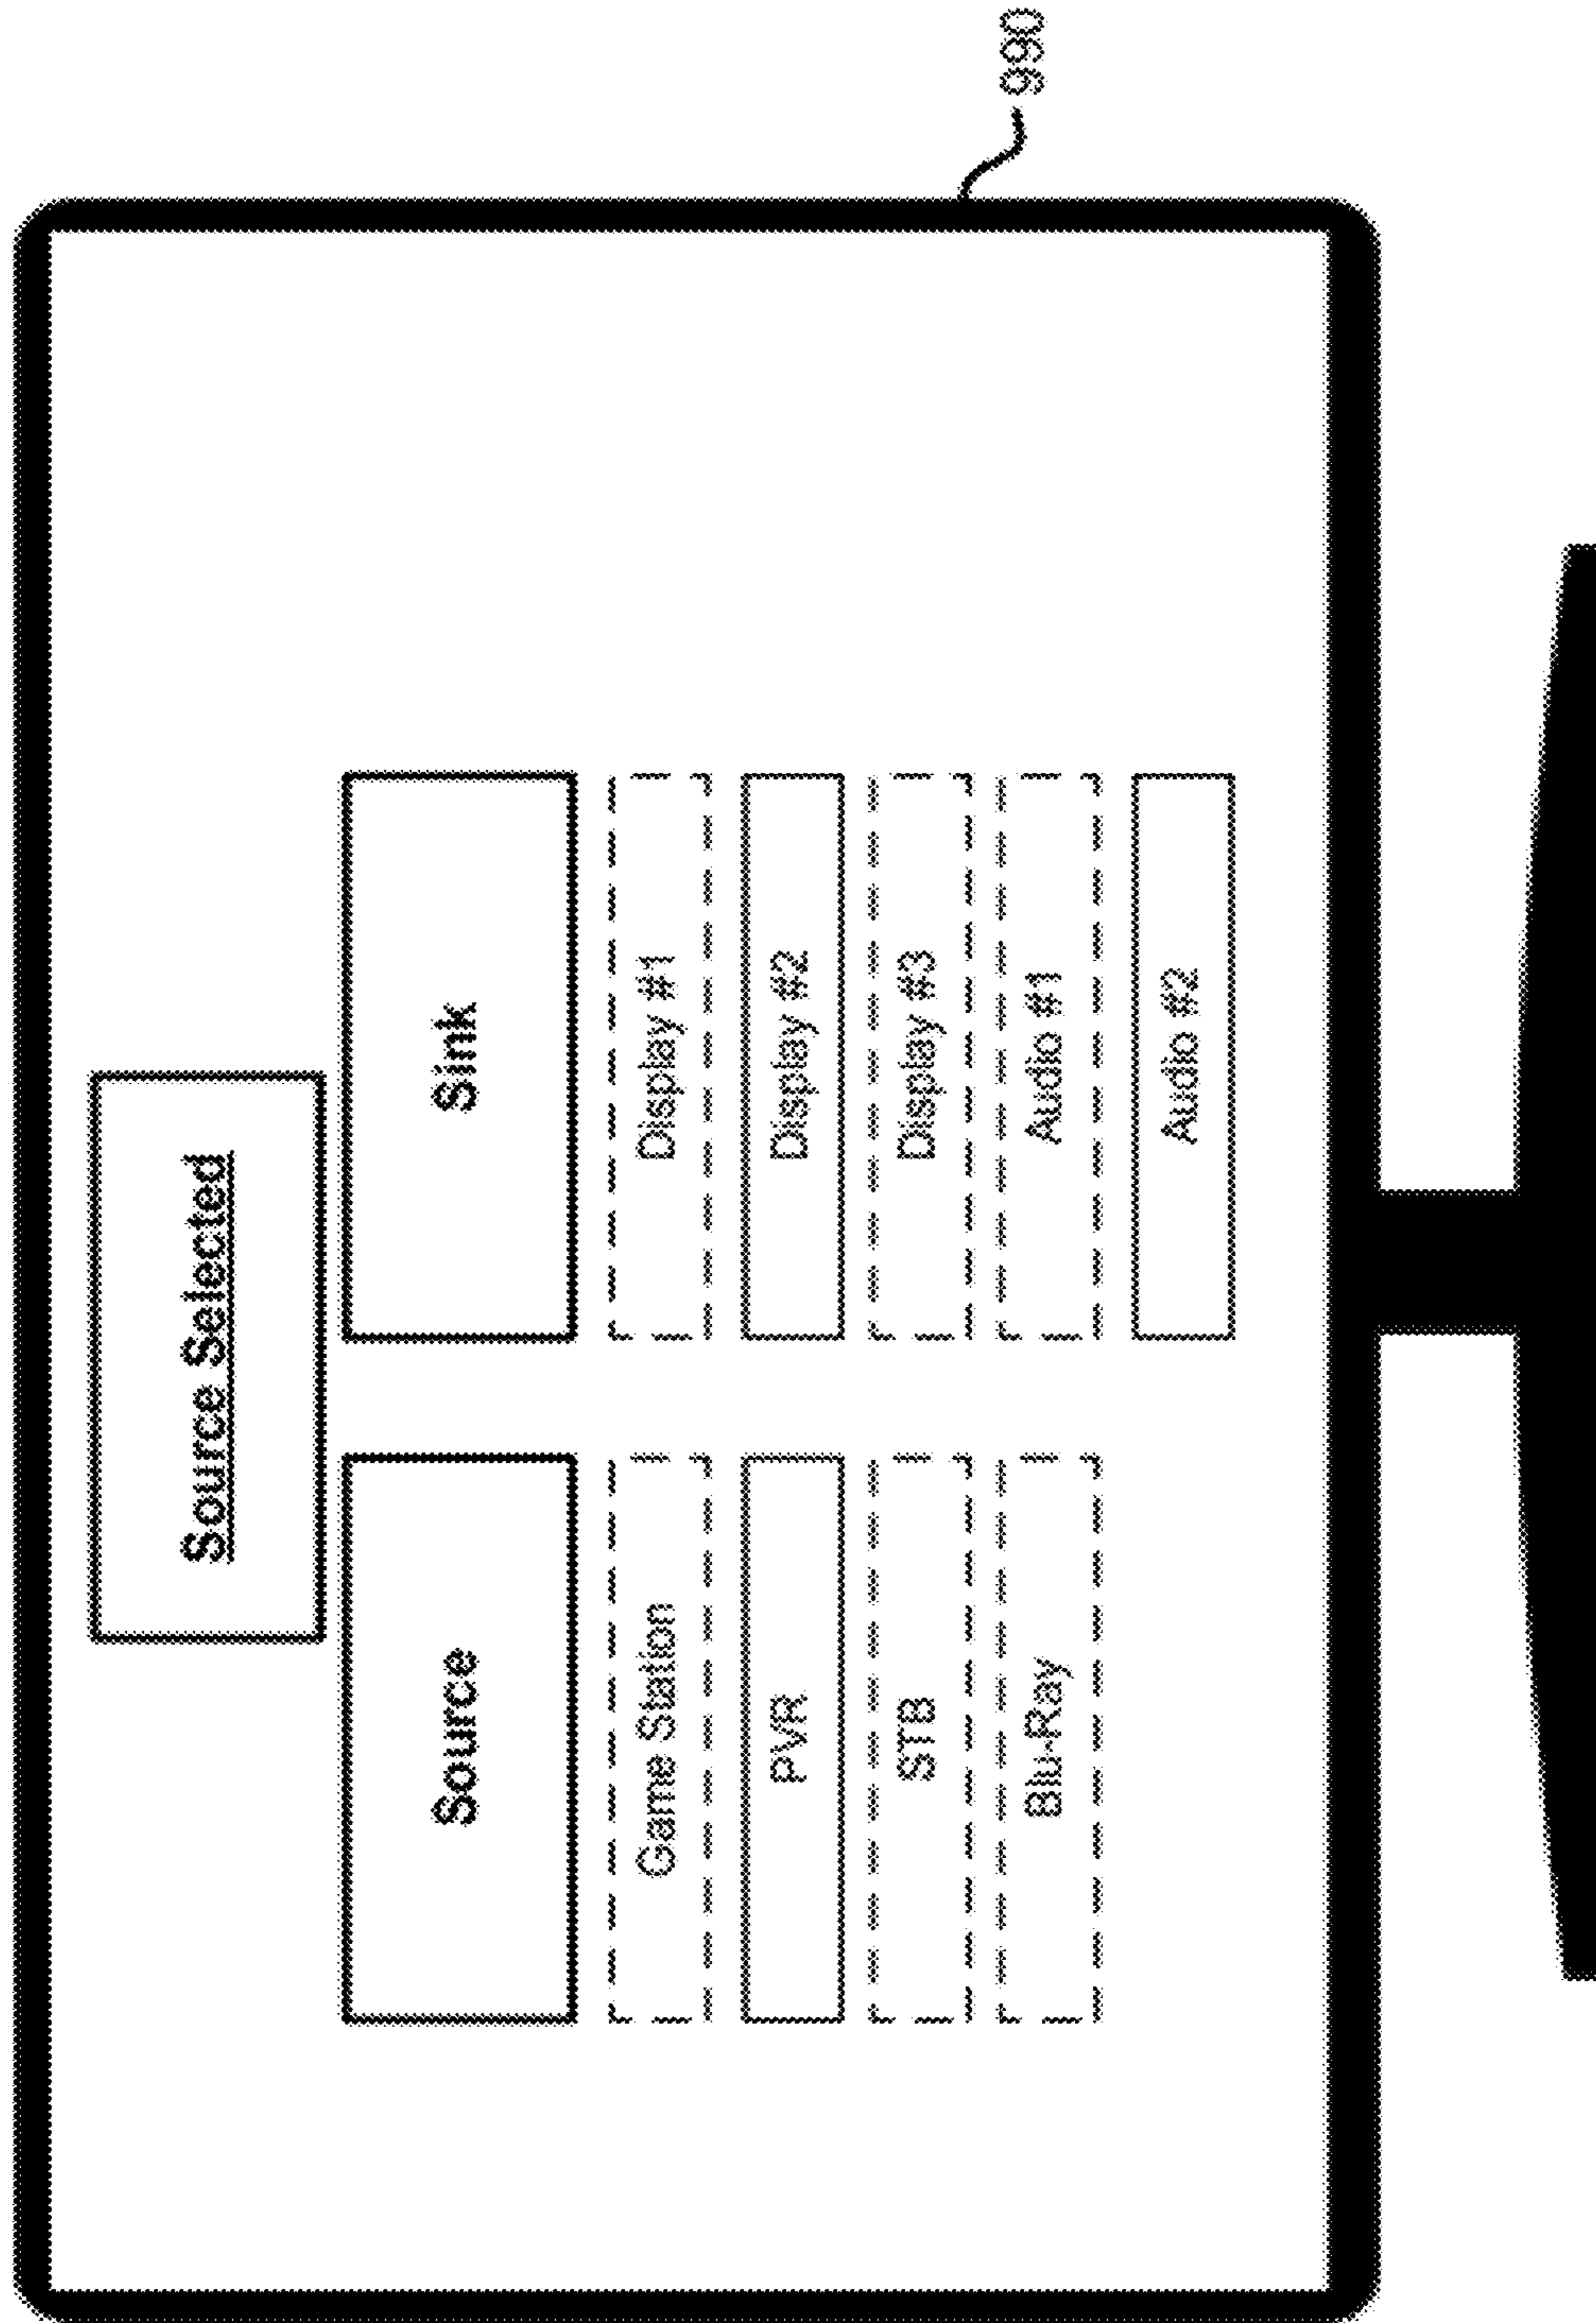 Source Selected
Source
Game Station
PVR
STB
Blu-Ray
Sink
Display #1
Display #2
Display #3
Audio #1
Audio #2
990